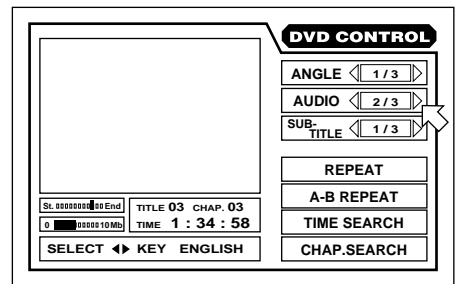 DVD CONTROL
ANGLE 1 / 3
AUDIO 2 / 3
SUB-
TITLE 1 / 3
REPEAT
A-B REPEAT
TIME SEARCH
CHAP.SEARCH
St. End
0 10Mb
TITLE 03 CHAP. 03
TIME 1 : 34 : 58
SELECT ◀▶ KEY ENGLISH